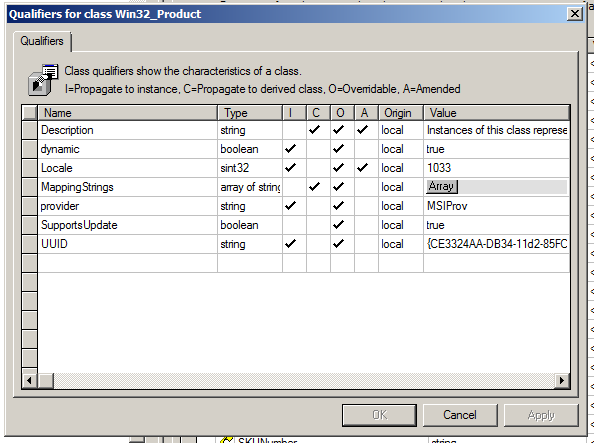 Qualifiers for class Win32_Product
Qualifiers
Class qualifiers show the characteristics of a class.
I=Propagate to instance, C=Propagate to derived class, O=Overridable, A=Amended
Name Type I C O A Origin Value
Description string local Instances of this class represe
dynamic boolean local true
Locale sint32 local 1033
MappingStrings array of string local Array
provider string local MSIProv
SupportsUpdate boolean local true
UUID string local {CE3324AA-DB34-11d2-85FC
OK Cancel Apply
SKUNumber string